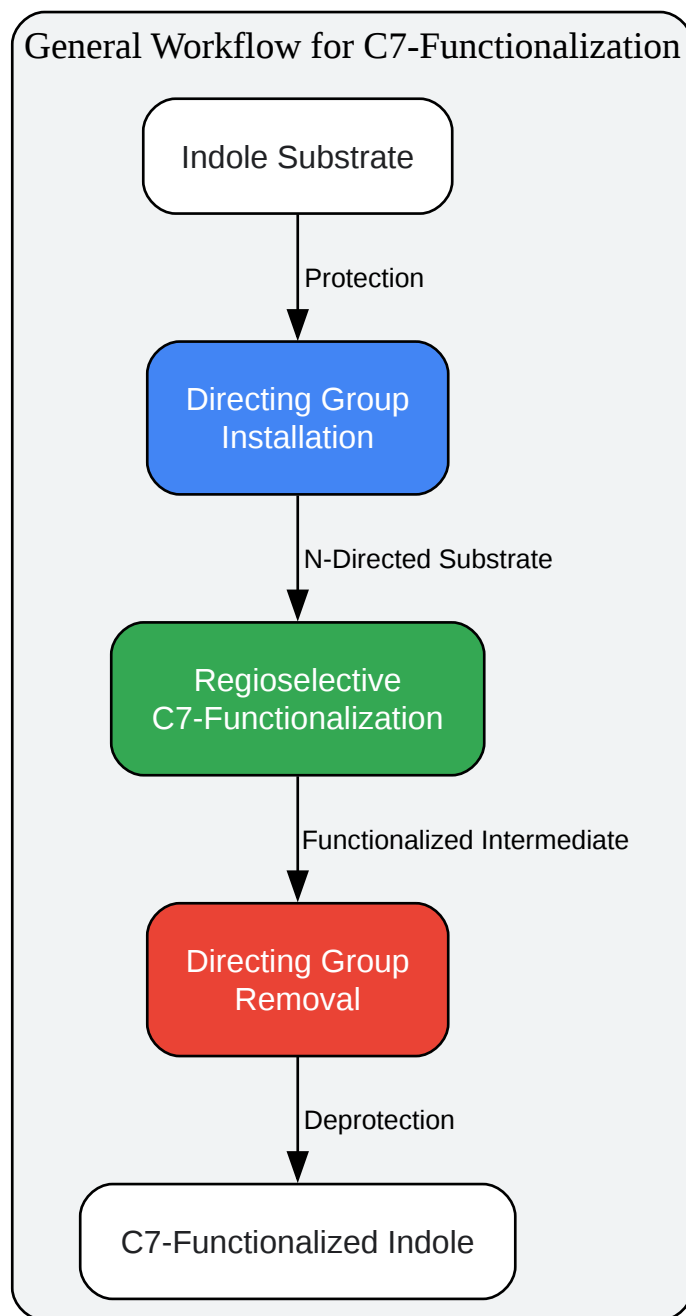 General Workflow for C7-Functionalization
Indole Substrate
Protection
Directing Group
Installation
N-Directed Substrate
Regioselective
C7-Functionalization
Functionalized Intermediate
Directing Group
Removal
Deprotection
C7-Functionalized Indole